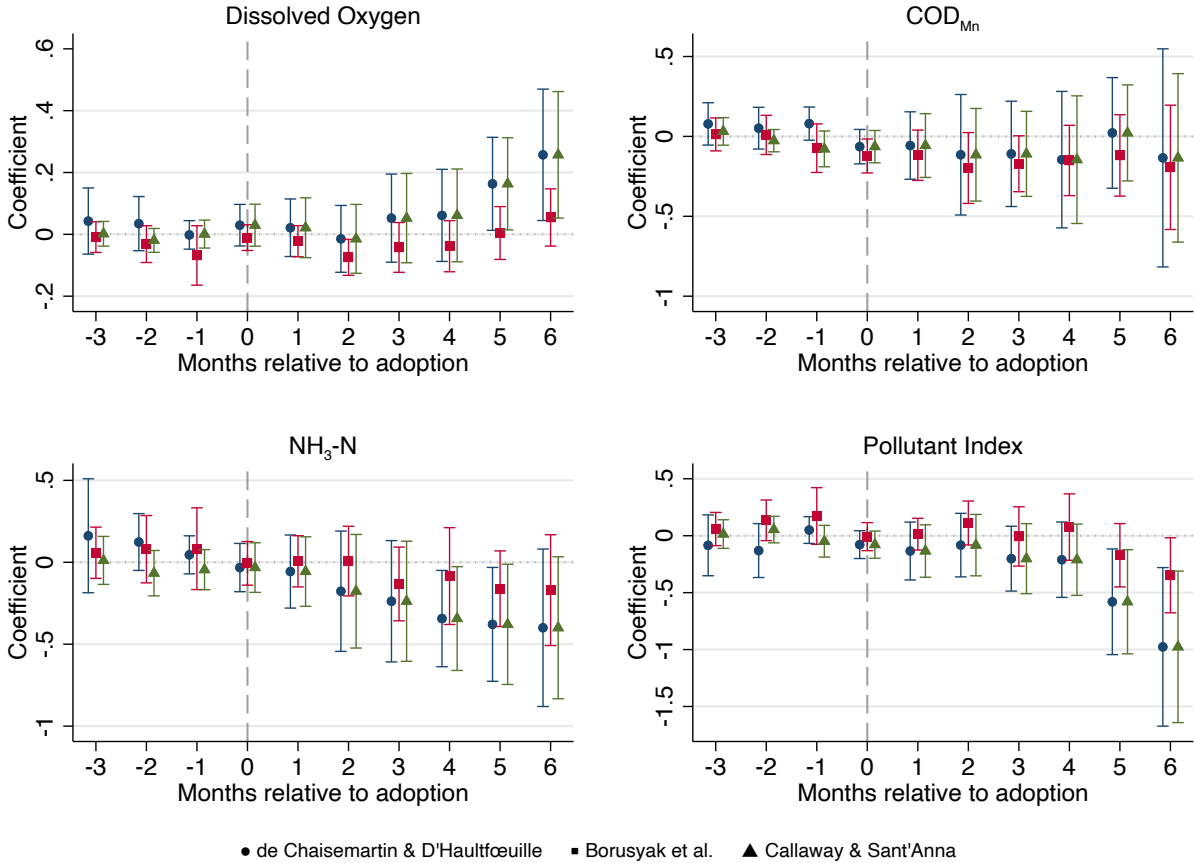 Dissolved Oxygen
Coefficient
.6
.4
.2
0
-.2
-3 -2 -1 0 1 2 3 4 5 6
Months relative to adoption
COD_Mn
Coefficient
.5
0
-.5
-1
-3 -2 -1 0 1 2 3 4 5 6
Months relative to adoption
NH₃-N
Coefficient
.5
0
-.5
-1
-3 -2 -1 0 1 2 3 4 5 6
Months relative to adoption
Pollutant Index
Coefficient
.5
0
-.5
-1
-1.5
-3 -2 -1 0 1 2 3 4 5 6
Months relative to adoption
de Chaisemartin & D'Haultfœuille Borusyak et al. Callaway & Sant'Anna